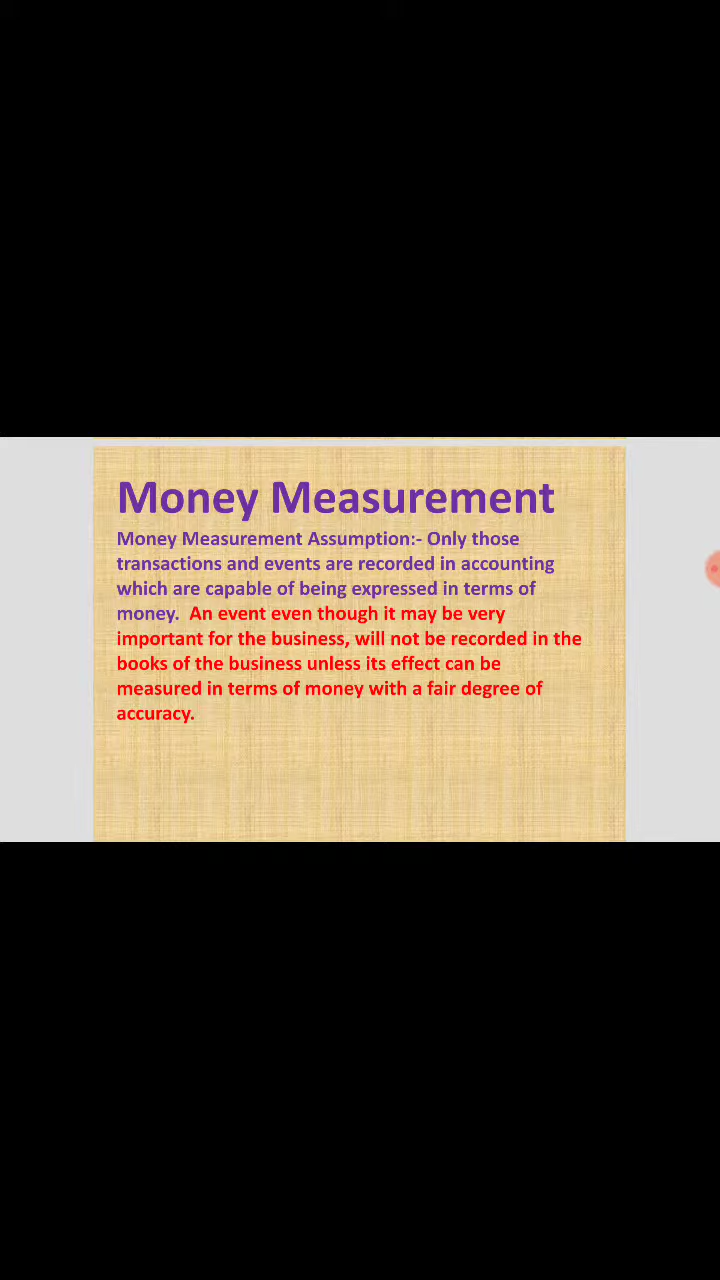 Money Measurement
Money Measurement Assumption:- Only those
transactions and events are recorded in accounting
which are capable of being expressed in terms of
money.  An event even though it may be very
important for the business, will not be recorded in the
books of the business unless its effect can be
measured in terms of money with a fair degree of
accuracy.